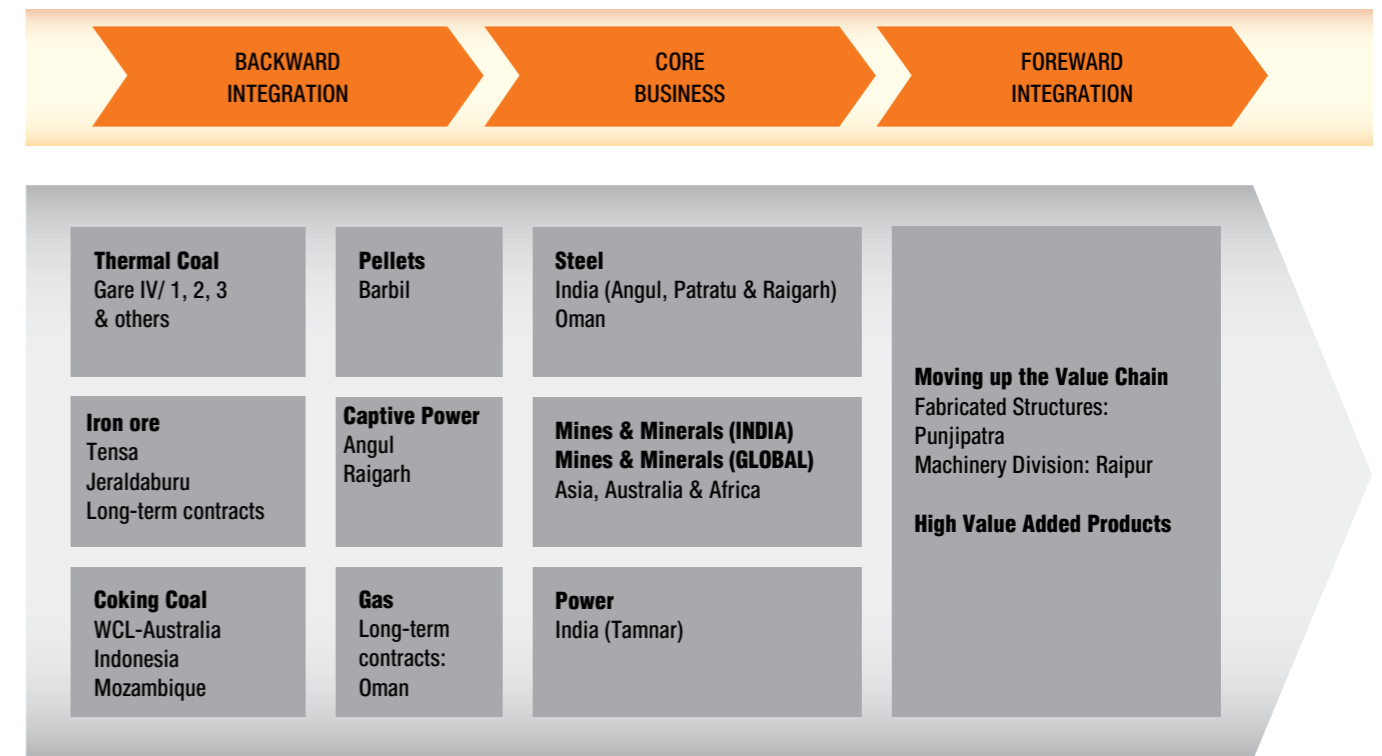 BACKWARD
INTEGRATION
CORE
BUSINESS
FOREWARD
INTEGRATION
Thermal Coal
Gare IV/ 1, 2, 3
& others
Pellets
Barbil
Steel
India (Angul, Patratu & Raigarh)
Oman
Iron ore
Tensa
Jeraldaburu
Long-term contracts
Captive Power
Angul
Raigarh
Mines & Minerals (INDIA)
Mines & Minerals (GLOBAL)
Asia, Australia & Africa
Coking Coal
WCL-Australia
Indonesia
Mozambique
Gas
Long-term
contracts:
Oman
Power
India (Tamnar)
Moving up the Value Chain
Fabricated Structures:
Punjipatra
Machinery Division: Raipur
High Value Added Products